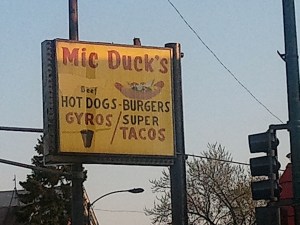 Mic Duck's
Beef
HOT DOGS-BURGERS
GYROS / SUPER
TACOS